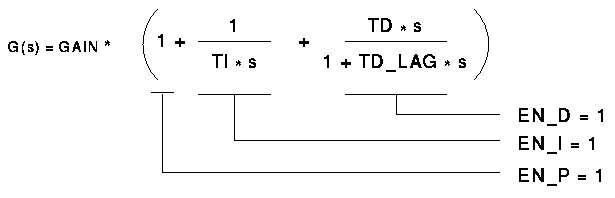 G(s) = GAIN * ( 1 + 1 / TI * s + TD * s / 1 + TD_LAG * s )
EN_D = 1
EN_I = 1
EN_P = 1